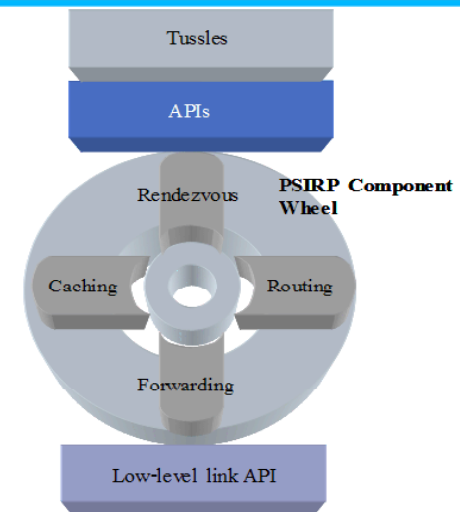 Tussles
APIs
Rendezvous
PSIRP Component
Wheel
Caching
Routing
Forwarding
Low-level link API